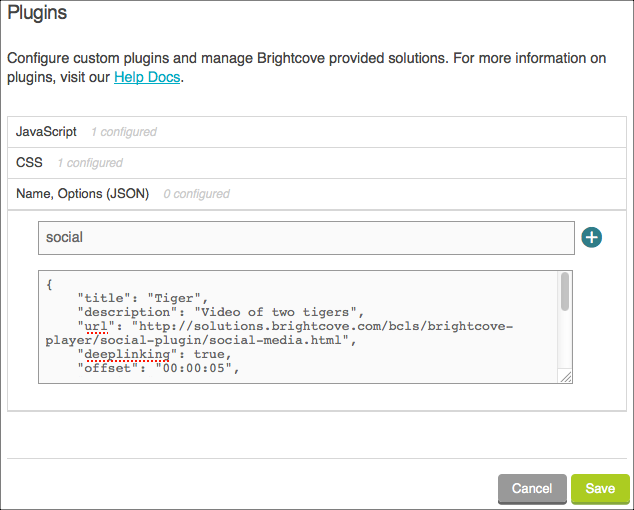 Plugins
Configure custom plugins and manage Brightcove provided solutions. For more information on
plugins, visit our Help Docs.
JavaScript 1 configured
CSS 1 configured
Name, Options (JSON) 0 configured
social
{
"title": "Tiger",
"description": "Video of two tigers",
"url": "http://solutions.brightcove.com/bcls/brightcove-
player/social-plugin/social-media.html",
"deeplinking": true,
"offset": "00:00:05",
Cancel Save